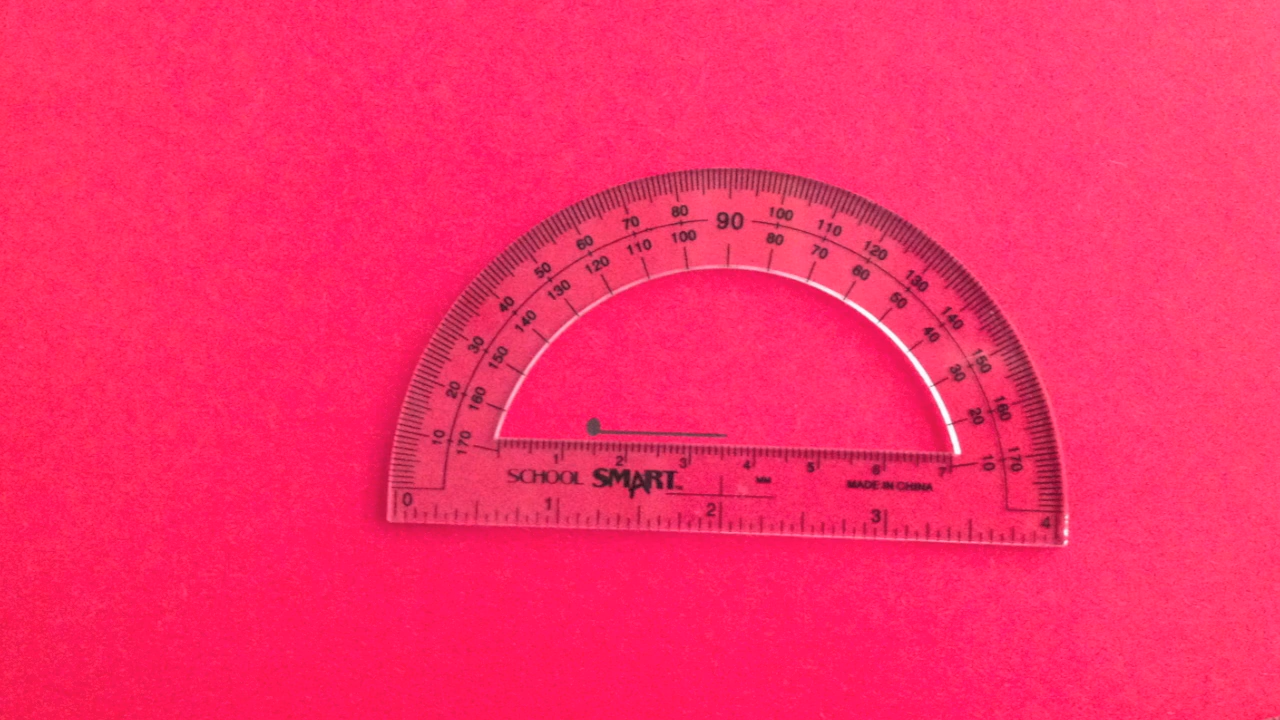 80 90 100
70 110
60 100 80 120
50 110 70 130
40 120 60 140
30 130 50 150
20 140 40 160
10 150 30 170
160 20
170 10
1 2 3 4 5 6 7
SCHOOL SMART™ MM MADE IN CHINA
0 1 2 3 4